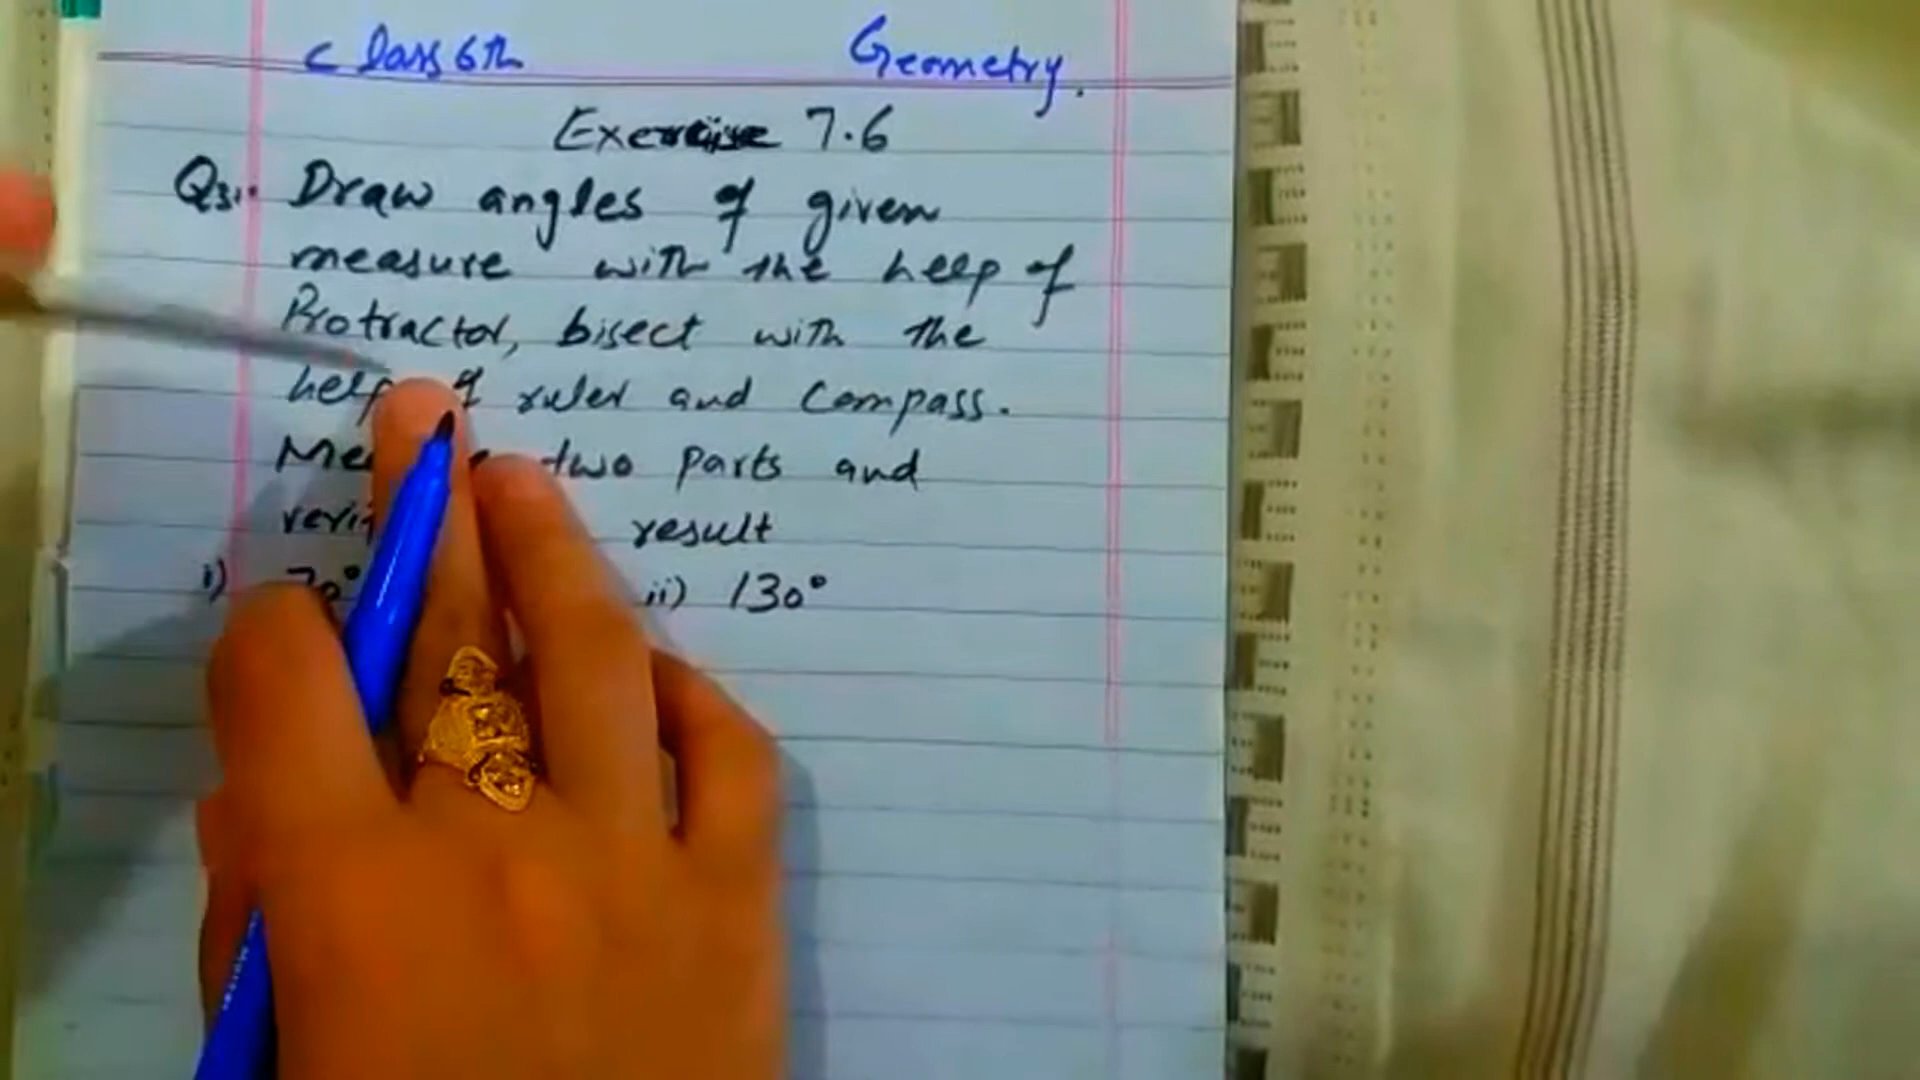 Class 6th Geometry.
Exercise 7.6
Q3. Draw angles of given
measure with the help of
Protractor, bisect with the
help of ruler and Compass.
two parts and
result
i) 70° ii) 130°